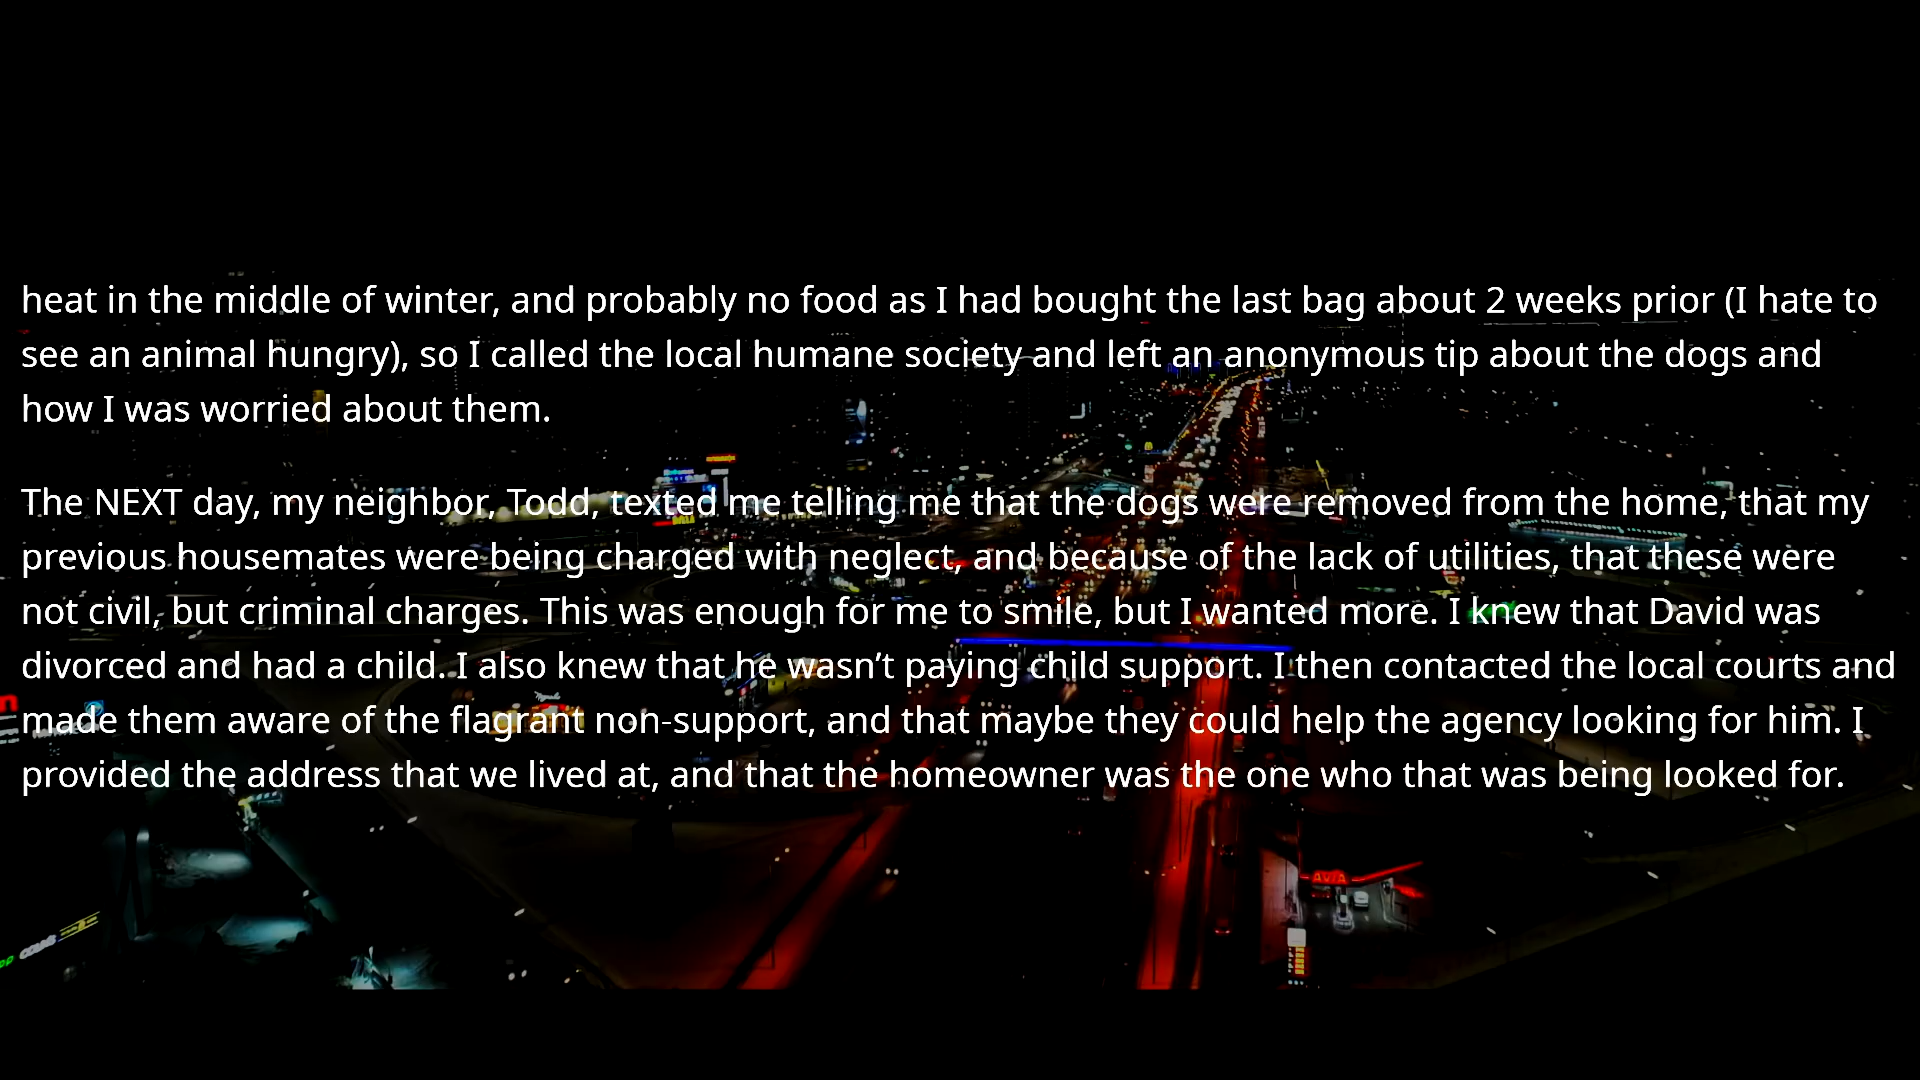 heat in the middle of winter, and probably no food as I had bought the last bag about 2 weeks prior (I hate to
see an animal hungry), so I called the local humane society and left an anonymous tip about the dogs and
how I was worried about them.
The NEXT day, my neighbor, Todd, texted me telling me that the dogs were removed from the home, that my
previous housemates were being charged with neglect, and because of the lack of utilities, that these were
not civil, but criminal charges. This was enough for me to smile, but I wanted more. I knew that David was
divorced and had a child. I also knew that he wasn’t paying child support. I then contacted the local courts and
made them aware of the flagrant non-support, and that maybe they could help the agency looking for him. I
provided the address that we lived at, and that the homeowner was the one who that was being looked for.
AVIA